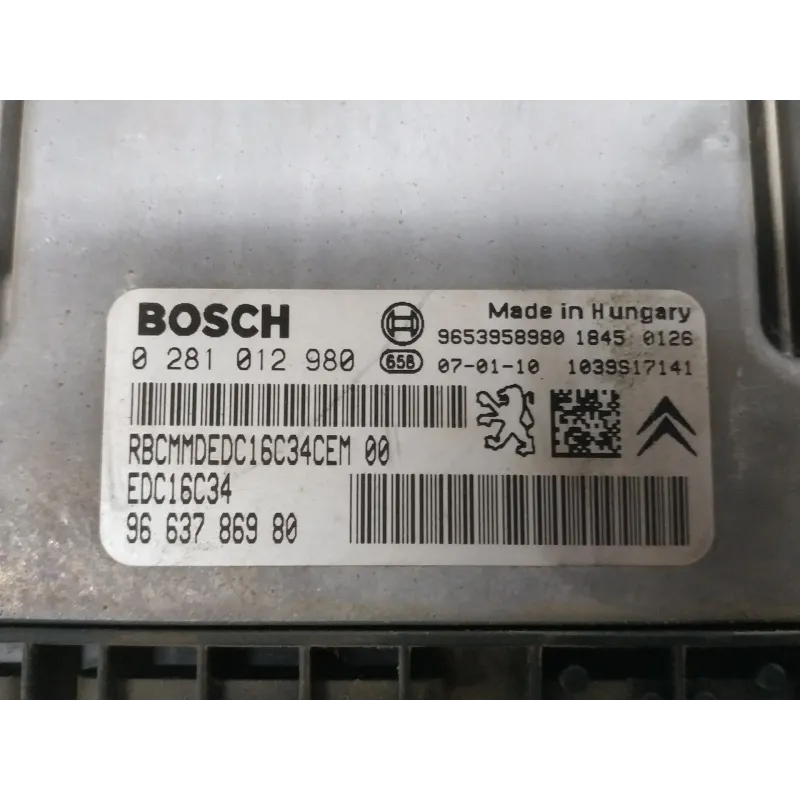 BOSCH
Made in Hungary
9653958980 1845 0126
0 281 012 980 658 07-01-10 1039S17141
RBCMMDEDC16C34CEM 00
EDC16C34
96 637 869 80